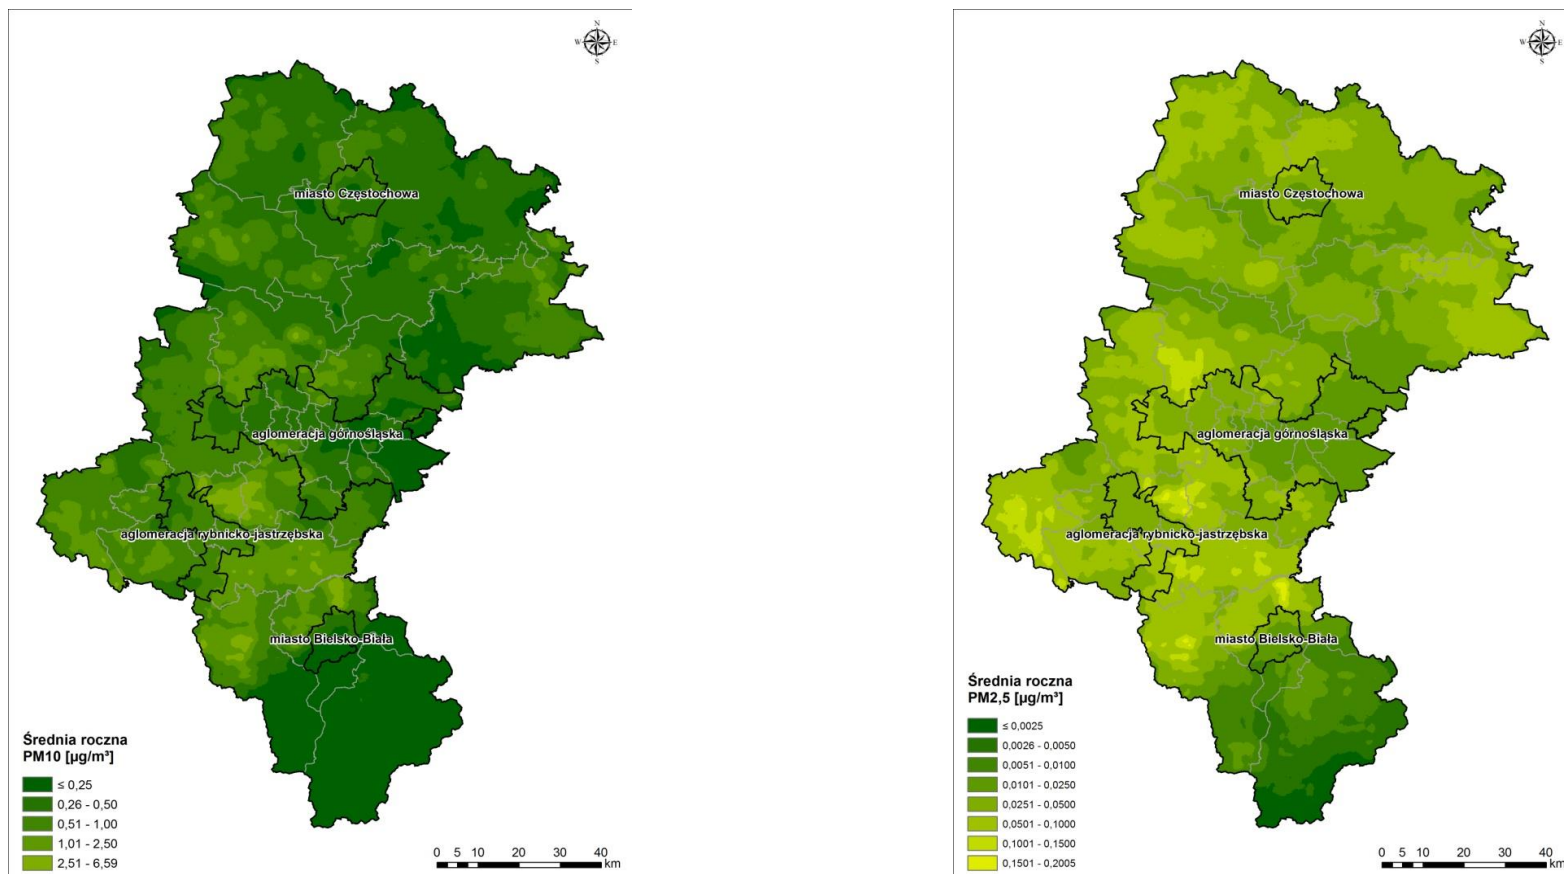 N
W E
S
miasto Częstochowa
aglomeracja górnośląska
aglomeracja rybnicko-jastrzębska
miasto Bielsko-Biała
Średnia roczna
PM10 [µg/m³]
≤ 0,25
0,26 - 0,50
0,51 - 1,00
1,01 - 2,50
2,51 - 6,59
0 5 10 20 30 40
km
N
W E
S
miasto Częstochowa
aglomeracja górnośląska
aglomeracja rybnicko-jastrzębska
miasto Bielsko-Biała
Średnia roczna
PM2,5 [µg/m³]
≤ 0,0025
0,0026 - 0,0050
0,0051 - 0,0100
0,0101 - 0,0250
0,0251 - 0,0500
0,0501 - 0,1000
0,1001 - 0,1500
0,1501 - 0,2005
0 5 10 20 30 40
km